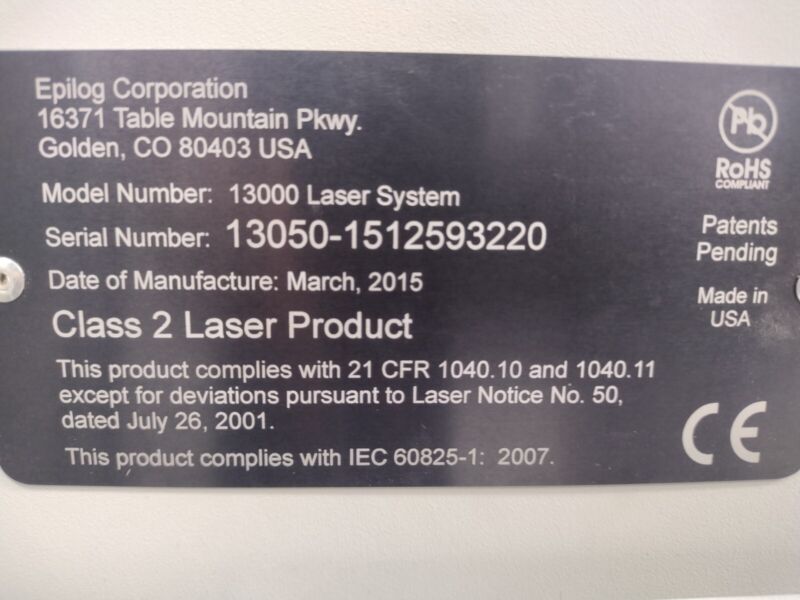 Epilog Corporation
16371 Table Mountain Pkwy.
Golden, CO 80403 USA
Model Number: 13000 Laser System
Serial Number: 13050-1512593220
Date of Manufacture: March, 2015
Class 2 Laser Product
This product complies with 21 CFR 1040.10 and 1040.11
except for deviations pursuant to Laser Notice No. 50,
dated July 26, 2001.
This product complies with IEC 60825-1: 2007.
Pb
RoHS
COMPLIANT
Patents
Pending
Made in
USA
CE